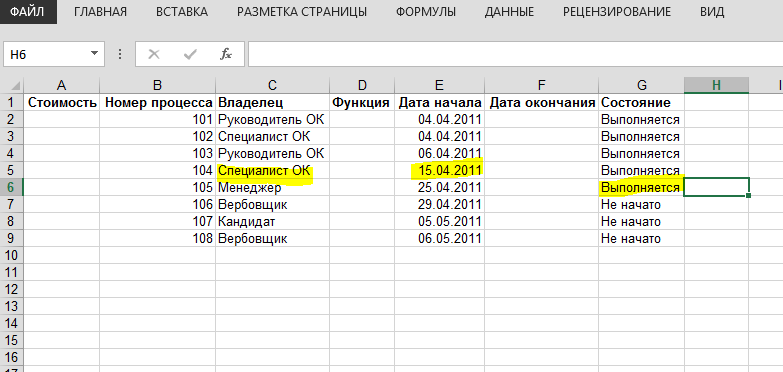 ФАЙЛ ГЛАВНАЯ ВСТАВКА РАЗМЕТКА СТРАНИЦЫ ФОРМУЛЫ ДАННЫЕ РЕЦЕНЗИРОВАНИЕ ВИД
H6 fx
A B C D E F G H I
1 Стоимость Номер процесса Владелец Функция Дата начала Дата окончания Состояние
2 101 Руководитель ОК 04.04.2011 Выполняется
3 102 Специалист ОК 04.04.2011 Выполняется
4 103 Руководитель ОК 06.04.2011 Выполняется
5 104 Специалист ОК 15.04.2011 Выполняется
6 105 Менеджер 25.04.2011 Выполняется
7 106 Вербовщик 29.04.2011 Не начато
8 107 Кандидат 05.05.2011 Не начато
9 108 Вербовщик 06.05.2011 Не начато
10
11
12
13
14
15
16
17